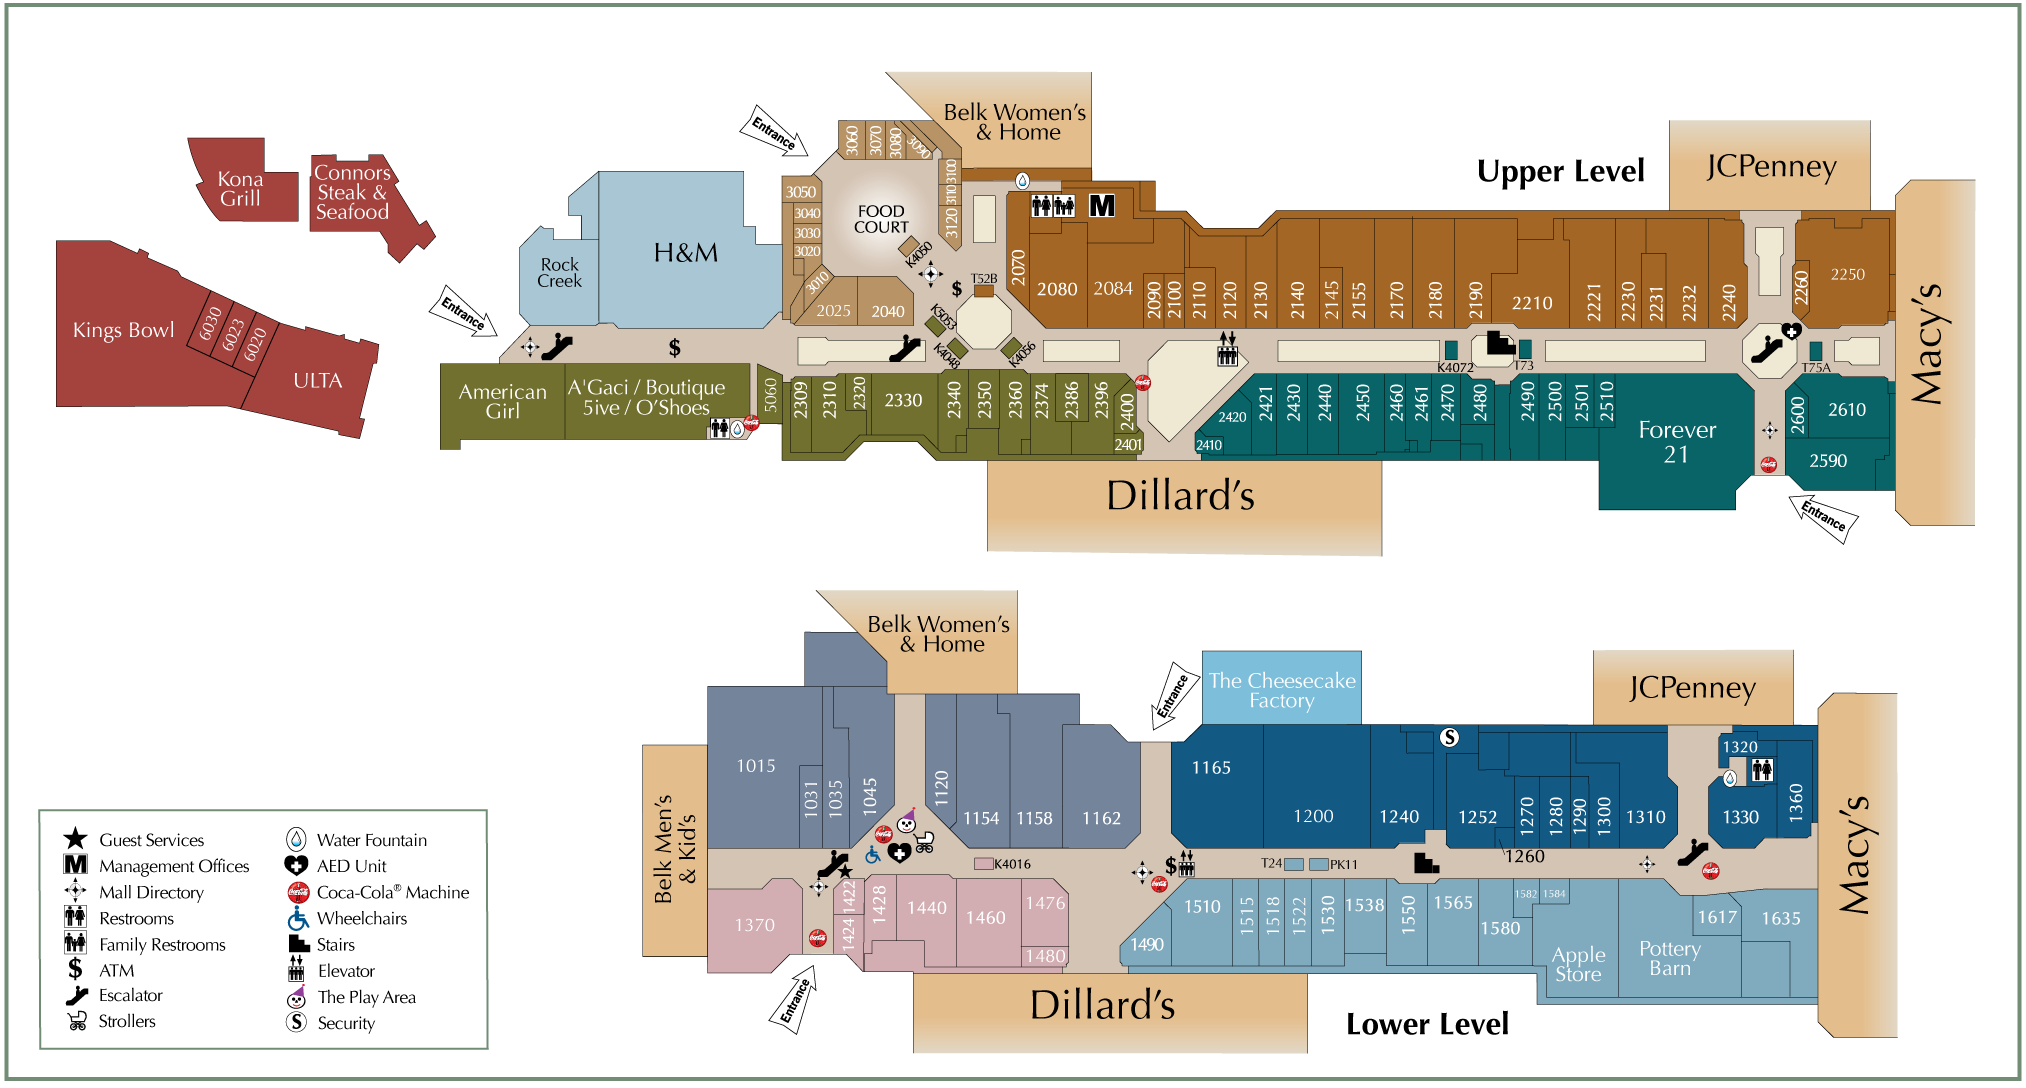 Upper Level
Belk Women's
& Home
JCPenney
Macy's
Dillard's
Kona
Grill
Connors
Steak &
Seafood
Kings Bowl
6030
6023
6020
ULTA
Entrance
Entrance
Rock
Creek
H&M
American
Girl
A'Gaci / Boutique
5ive / O'Shoes
5060
FOOD
COURT
3060
3070
3080
3090
3100
3110
3120
3050
3040
3030
3020
3010
2025
2040
K4050
T52B
K5053
K4048
K4056
$
$
M
2070
2080
2084
2090
2100
2110
2120
2130
2140
2145
2155
2170
2180
2190
2210
2221
2230
2231
2232
2240
2260
2250
K4072
T73
T75A
2309
2310
2320
2330
2340
2350
2360
2374
2386
2396
2400
2401
2410
2420
2421
2430
2440
2450
2460
2461
2470
2480
2490
2500
2501
2510
Forever
21
2600
2610
2590
Entrance
Belk Women's
& Home
The Cheesecake
Factory
JCPenney
Macy's
Belk Men's
& Kid's
Entrance
1015
1031
1035
1045
1120
1154
1158
1162
1165
1200
1240
S
1252
1260
1270
1280
1290
1300
1310
1320
1330
1360
K4016
$
T24
PK11
1370
1422
1424
1428
1440
1460
1476
1480
1490
1510
1515
1518
1522
1530
1538
1550
1565
1580
1582
1584
Apple
Store
Pottery
Barn
1617
1635
Entrance
Dillard's
Lower Level
Guest Services
M Management Offices
Mall Directory
Restrooms
Family Restrooms
$ ATM
Escalator
Strollers
Water Fountain
AED Unit
Coca-Cola® Machine
Wheelchairs
Stairs
Elevator
The Play Area
S Security